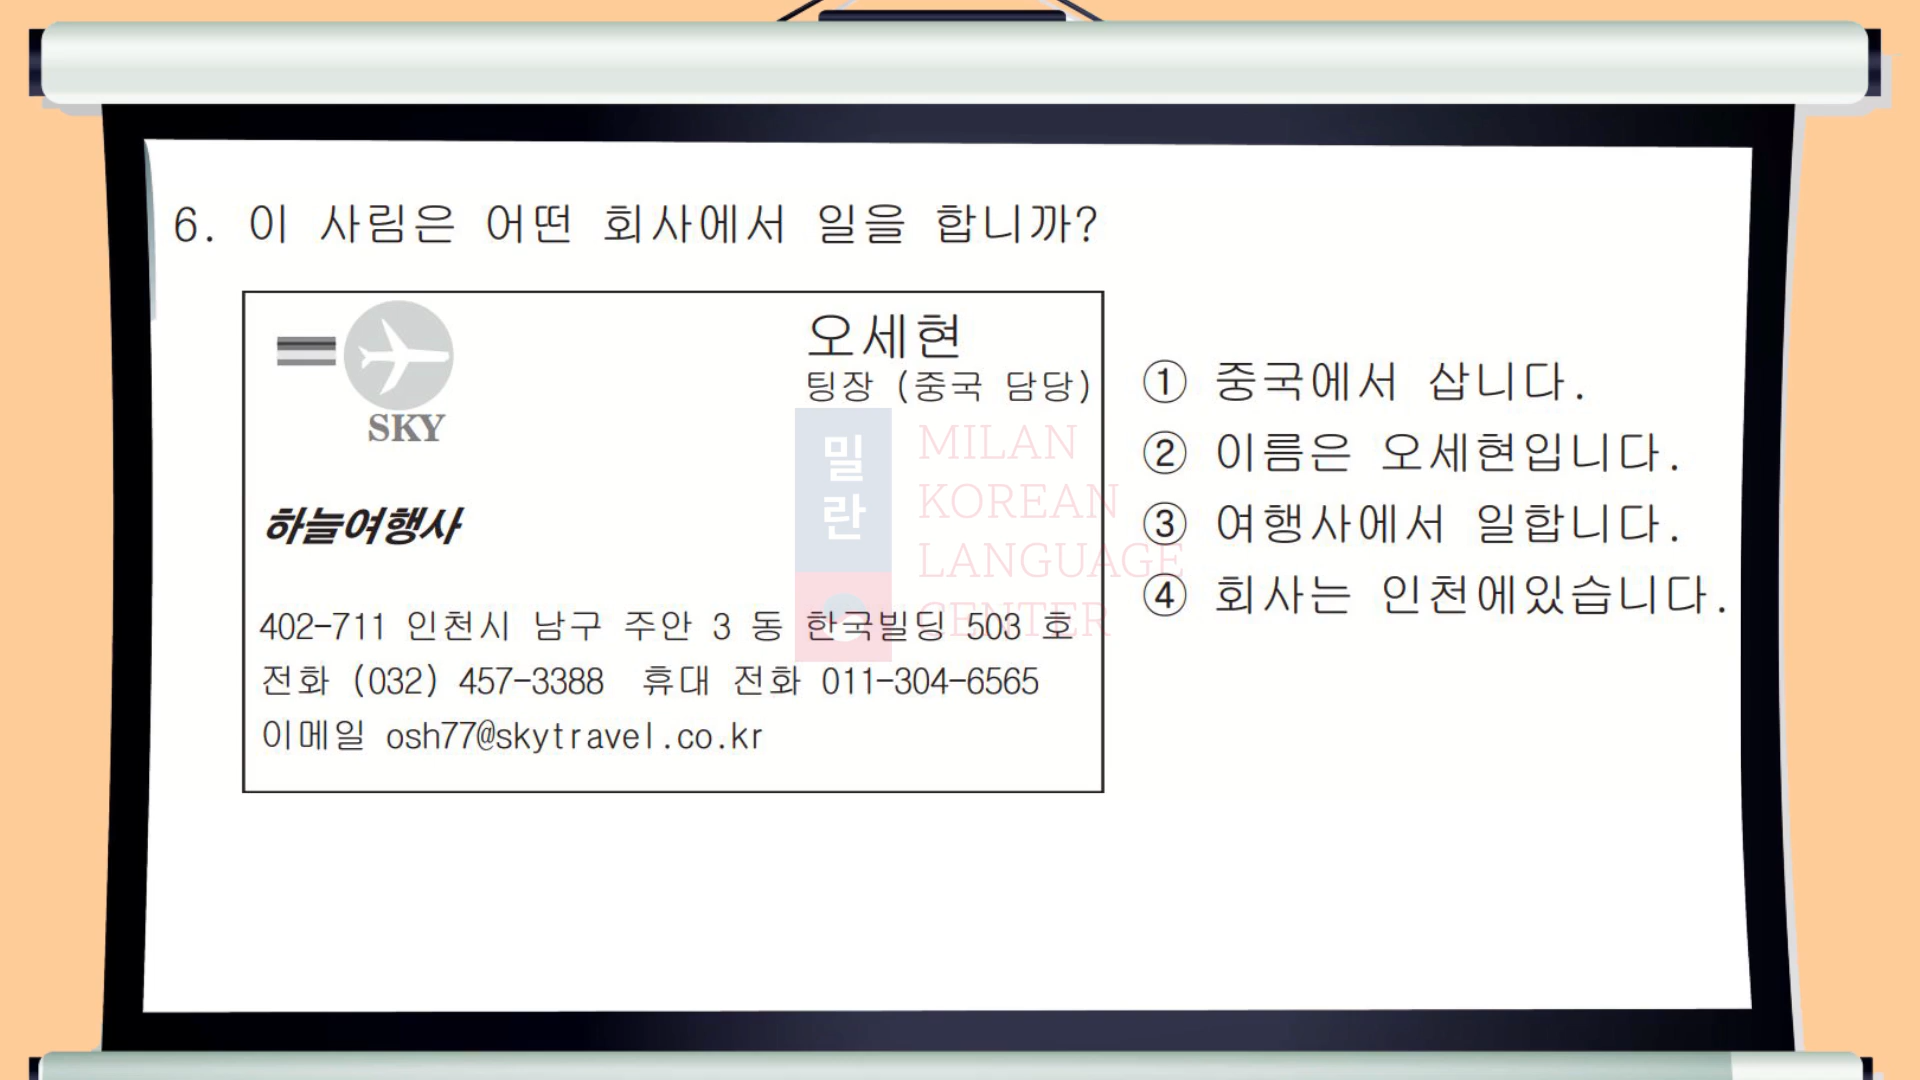 6. 이 사림은 어떤 회사에서 일을 합니까?
SKY
오세현
팅장 (중국 담당)
하늘여행사
402-711 인천시 남구 주안 3 동 한국빌딩 503 호
전화 (032) 457-3388 휴대 전화 011-304-6565
이메일 osh77@skytravel.co.kr
밀란
MILAN
KOREAN
LANGUAGE
CENTER
① 중국에서 삽니다.
② 이름은 오세현입니다.
③ 여행사에서 일합니다.
④ 회사는 인천에있습니다.